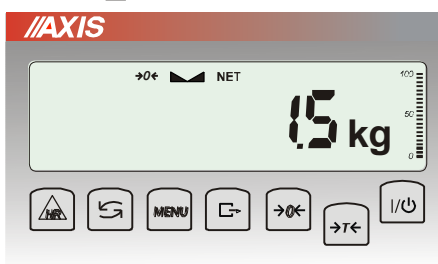 //AXIS
→0← NET
100
1.5 kg
50
0
HR MENU →0← →T← I/⏻